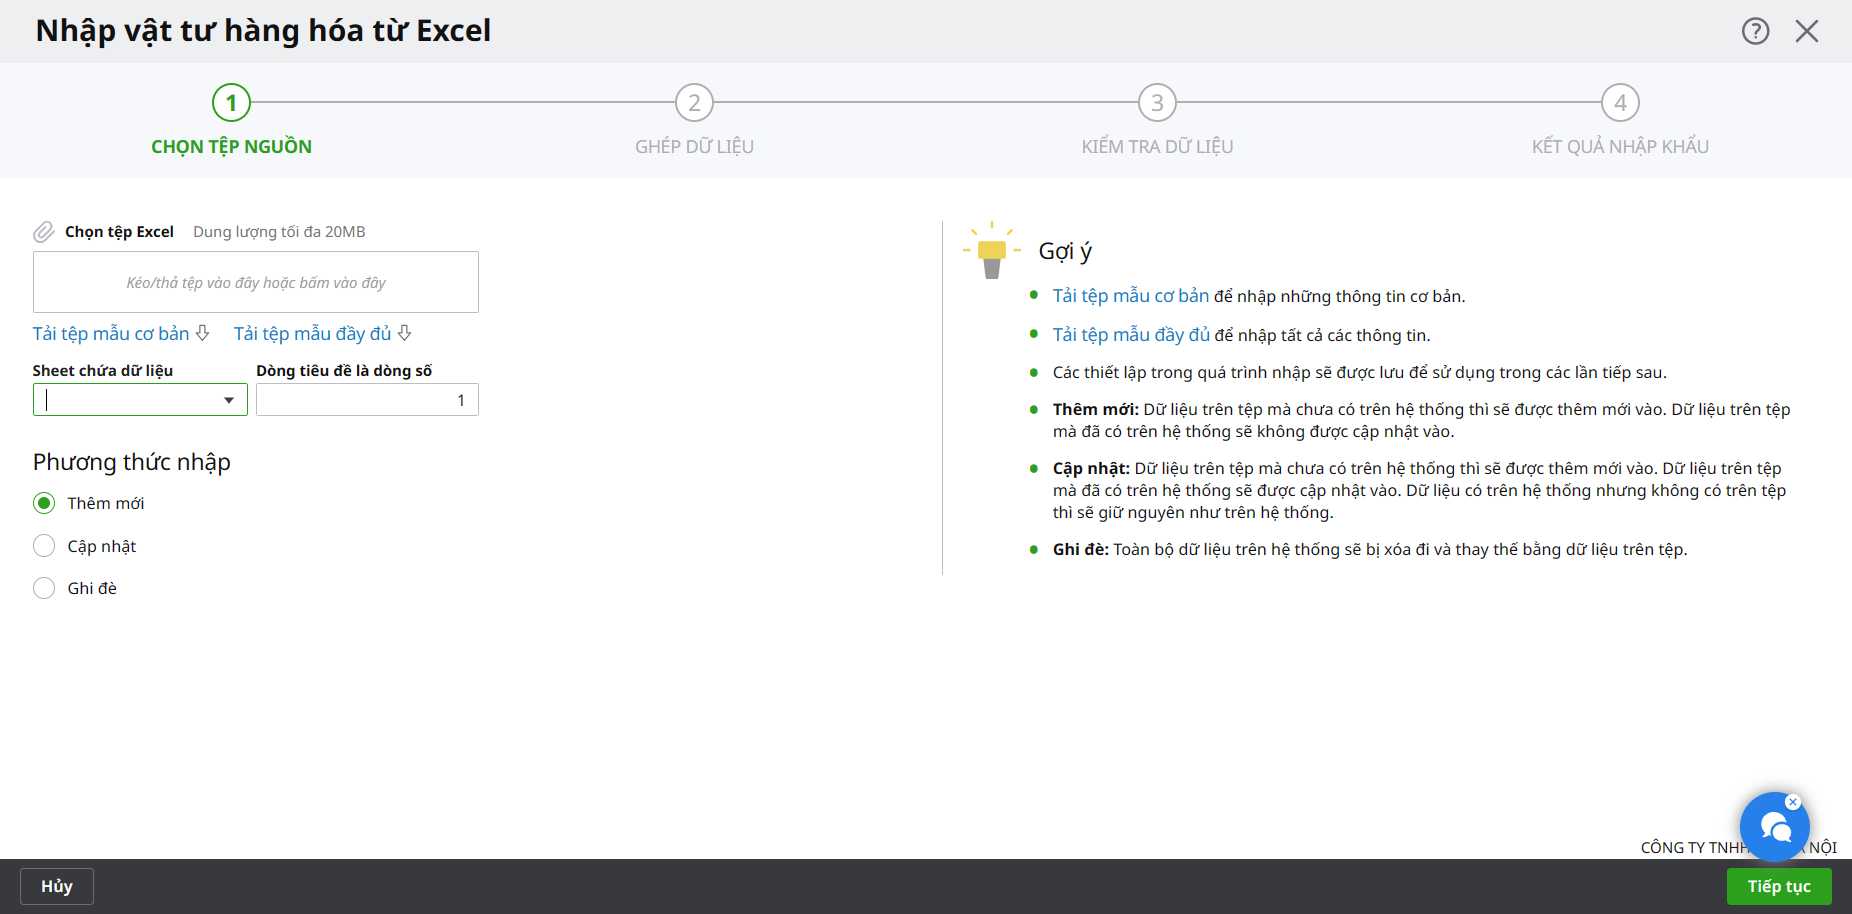 Nhập vật tư hàng hóa từ Excel
1
2
3
4
CHỌN TỆP NGUỒN
GHÉP DỮ LIỆU
KIỂM TRA DỮ LIỆU
KẾT QUẢ NHẬP KHẨU
Chọn tệp Excel Dung lượng tối đa 20MB
Kéo/thả tệp vào đây hoặc bấm vào đây
Tải tệp mẫu cơ bản Tải tệp mẫu đầy đủ
Sheet chứa dữ liệu Dòng tiêu đề là dòng số
1
Phương thức nhập
Thêm mới
Cập nhật
Ghi đè
Gợi ý
Tải tệp mẫu cơ bản để nhập những thông tin cơ bản.
Tải tệp mẫu đầy đủ để nhập tất cả các thông tin.
Các thiết lập trong quá trình nhập sẽ được lưu để sử dụng trong các lần tiếp sau.
Thêm mới: Dữ liệu trên tệp mà chưa có trên hệ thống thì sẽ được thêm mới vào. Dữ liệu trên tệp
mà đã có trên hệ thống sẽ không được cập nhật vào.
Cập nhật: Dữ liệu trên tệp mà chưa có trên hệ thống thì sẽ được thêm mới vào. Dữ liệu trên tệp
mà đã có trên hệ thống sẽ được cập nhật vào. Dữ liệu có trên hệ thống nhưng không có trên tệp
thì sẽ giữ nguyên như trên hệ thống.
Ghi đè: Toàn bộ dữ liệu trên hệ thống sẽ bị xóa đi và thay thế bằng dữ liệu trên tệp.
CÔNG TY TNHH NỘI
Hủy
Tiếp tục